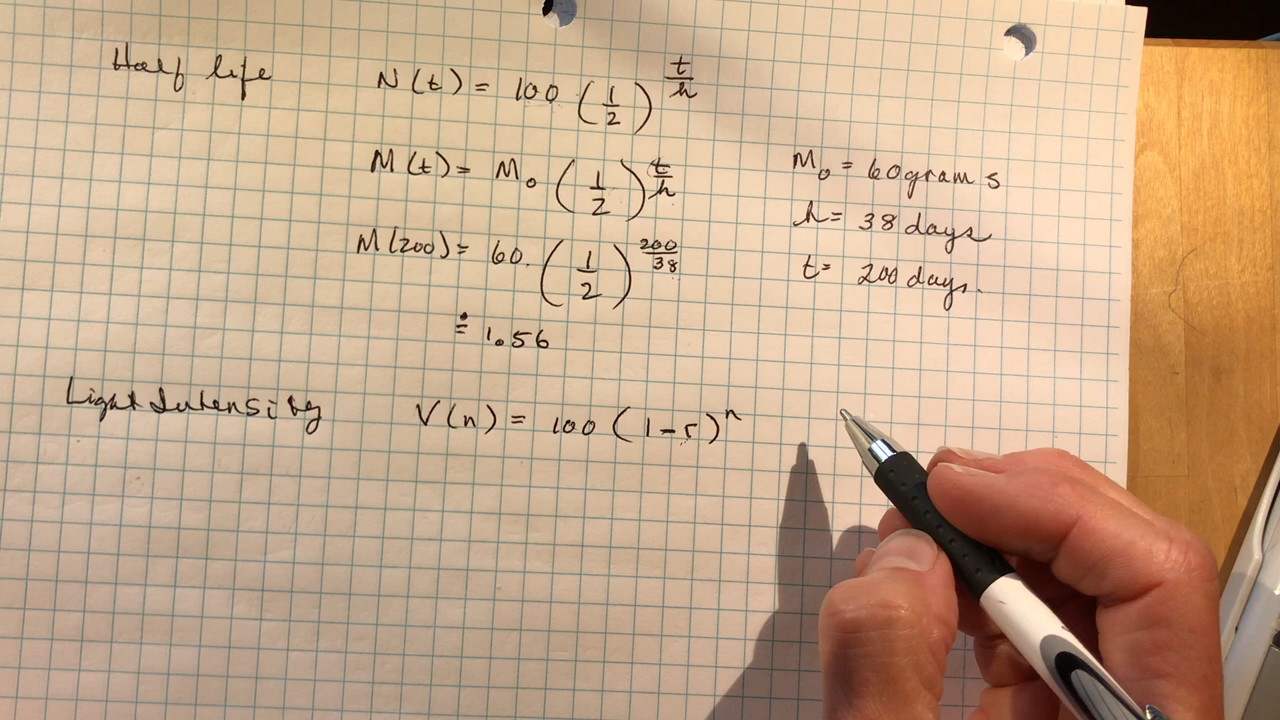 Half life N(t) = 100 (1/2)^(t/h)
M(t) = M₀ (1/2)^(t/h) M₀ = 60 grams
h = 38 days
M(200) = 60. (1/2)^(200/38) t = 200 days.
≐ 1.56
Light Intensity V(n) = 100 (1-r)^n